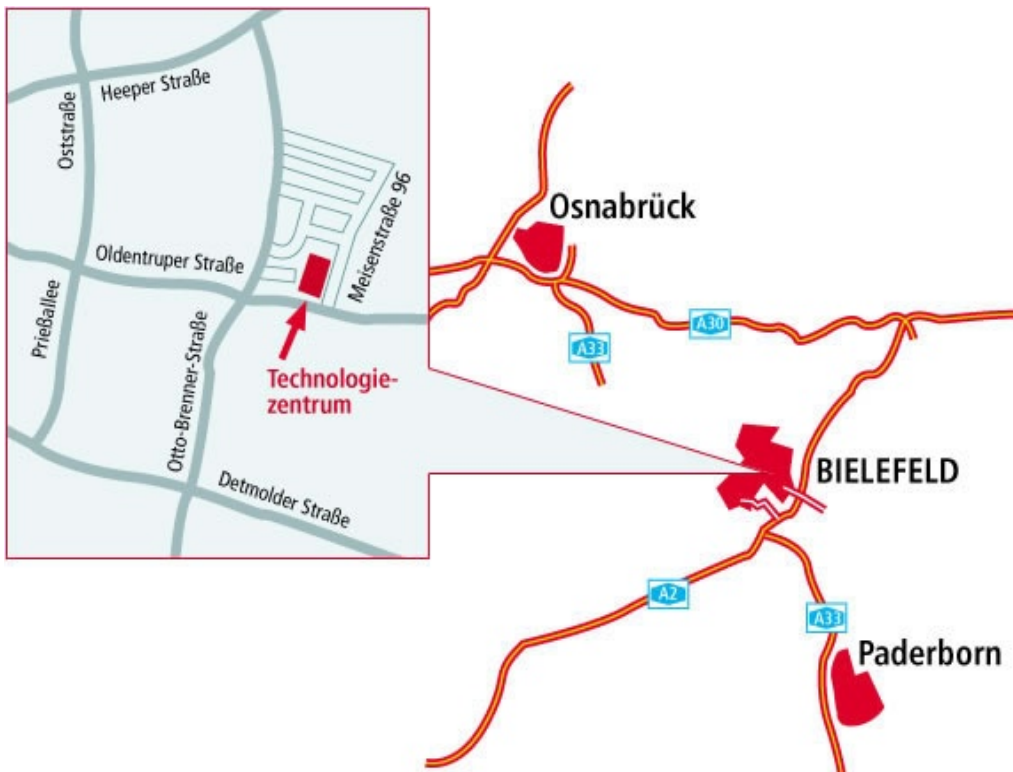 Heeper Straße
Oststraße
Meisenstraße 96
Oldentruper Straße
Prießallee
Otto-Brenner-Straße
Technologie-
zentrum
Detmolder Straße
Osnabrück
A30
A33
BIELEFELD
A2
A33
Paderborn